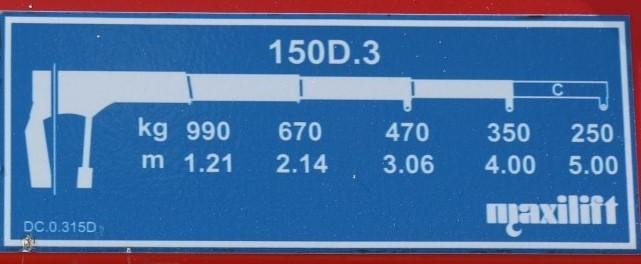 150D.3
C
kg 990 670 470 350 250
m 1.21 2.14 3.06 4.00 5.00
maxilift
DC.0.315D